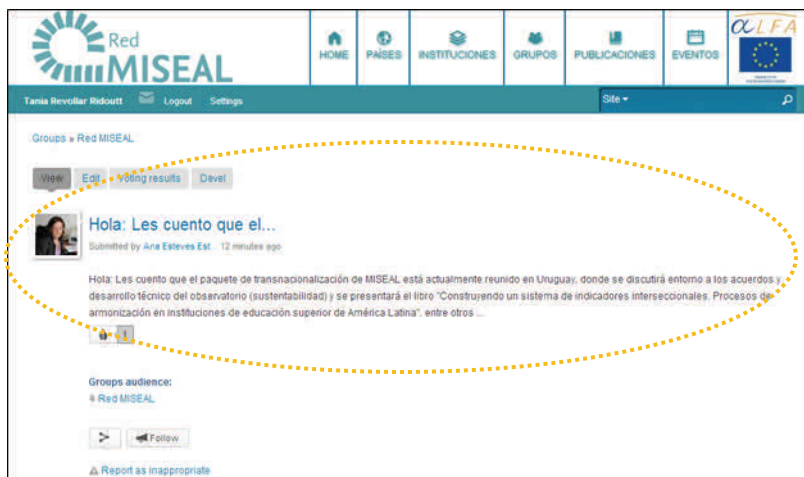 Red
MISEAL
HOME PAÍSES INSTITUCIONES GRUPOS PUBLICACIONES EVENTOS
αLFA
Tania Revollar Ridoutt Logout Settings Site
Groups » Red MISEAL
View Edit Voting results Devel
Hola: Les cuento que el...
Submitted by Ana Esteves Est... 12 minutes ago
Hola: Les cuento que el paquete de transnacionalización de MISEAL está actualmente reunido en Uruguay, donde se discutirá entorno a los acuerdos y
desarrollo técnico del observatorio (sustentabilidad) y se presentará el libro "Construyendo un sistema de indicadores interseccionales. Procesos de
armonización en instituciones de educación superior de América Latina". entre otros ...
1
Groups audience:
Red MISEAL
Follow
Report as inappropriate